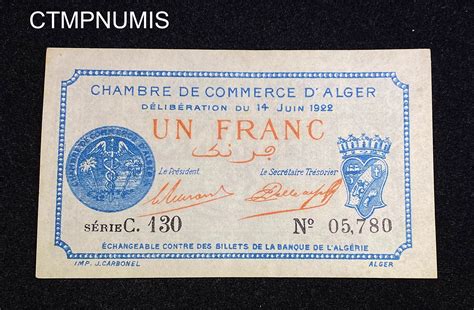 CTMPNUMIS
CHAMBRE DE COMMERCE D'ALGER
DÉLIBÉRATION DU 14 JUIN 1922
UN FRANC
فرنك
Le Président
Le Secrétaire Trésorier
SÉRIE C. 130
Nº 05,780
ÉCHANGEABLE CONTRE DES BILLETS DE LA BANQUE DE L'ALGÉRIE
IMP. J. CARBONEL
ALGER